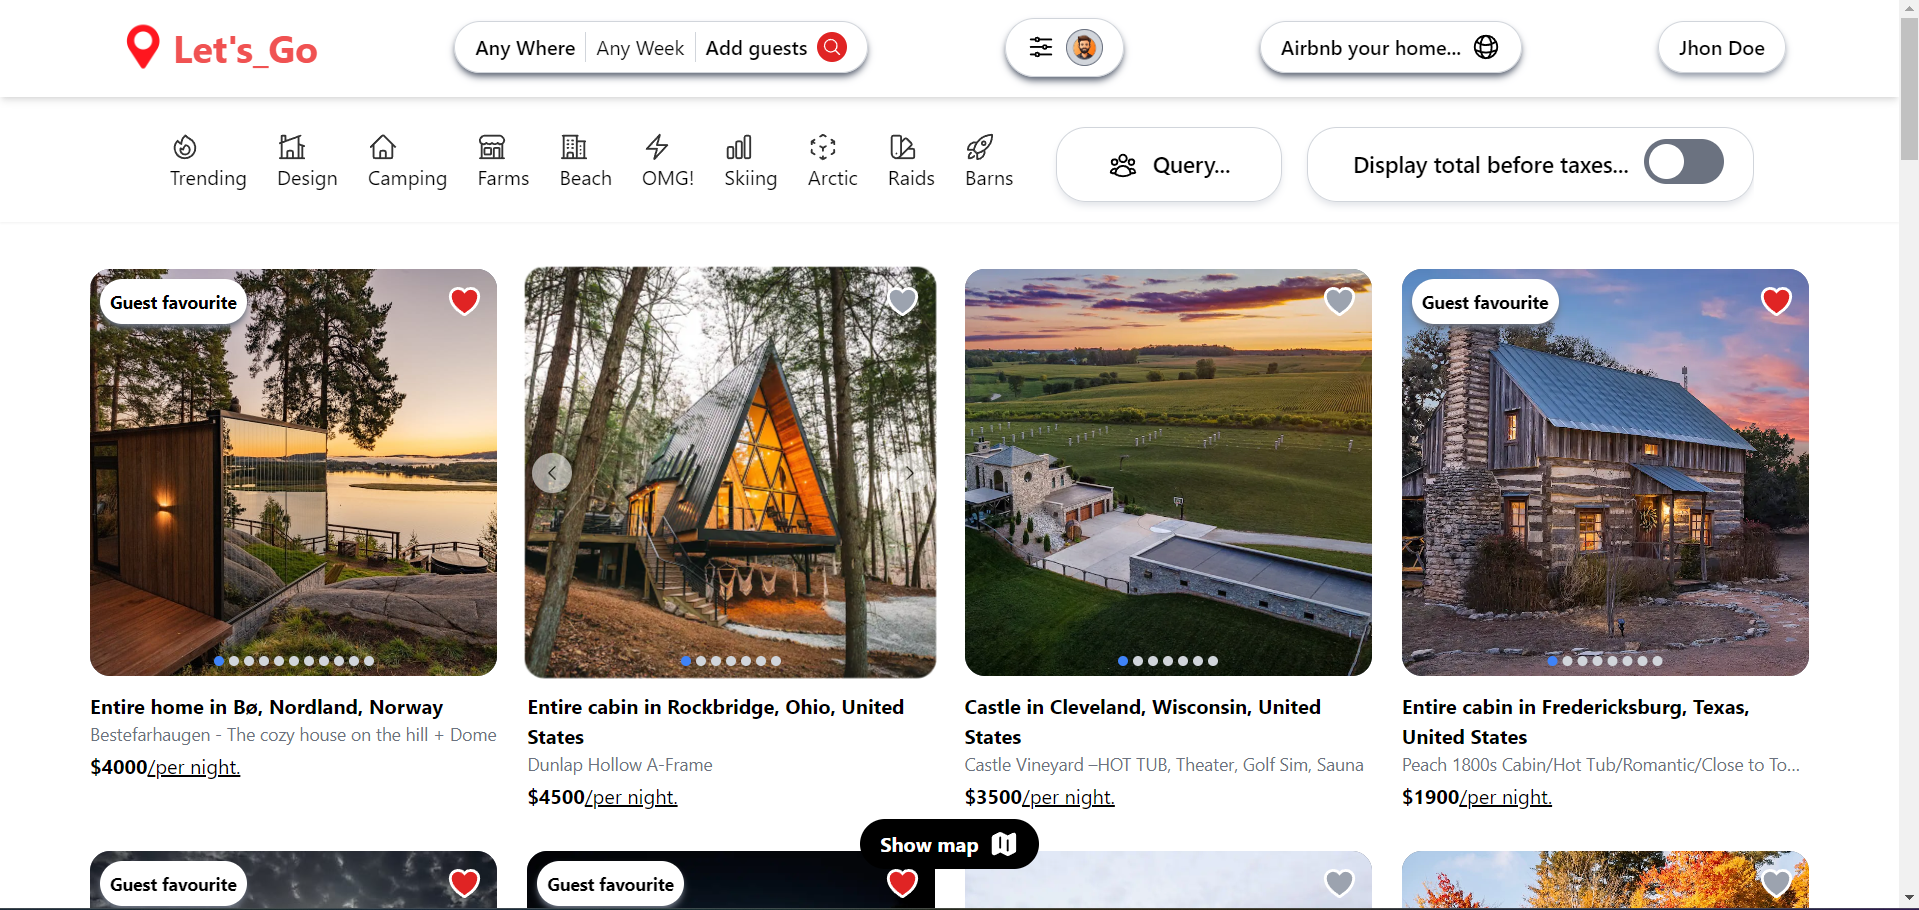 Let's_Go
Any Where
Any Week
Add guests
Airbnb your home...
Jhon Doe
Trending
Design
Camping
Farms
Beach
OMG!
Skiing
Arctic
Raids
Barns
Query...
Display total before taxes...
Guest favourite
Guest favourite
Entire home in Bø, Nordland, Norway
Bestefarhaugen - The cozy house on the hill + Dome
$4000/per night.
Entire cabin in Rockbridge, Ohio, United
States
Dunlap Hollow A-Frame
$4500/per night.
Castle in Cleveland, Wisconsin, United
States
Castle Vineyard –HOT TUB, Theater, Golf Sim, Sauna
$3500/per night.
Entire cabin in Fredericksburg, Texas,
United States
Peach 1800s Cabin/Hot Tub/Romantic/Close to To...
$1900/per night.
Show map
Guest favourite
Guest favourite